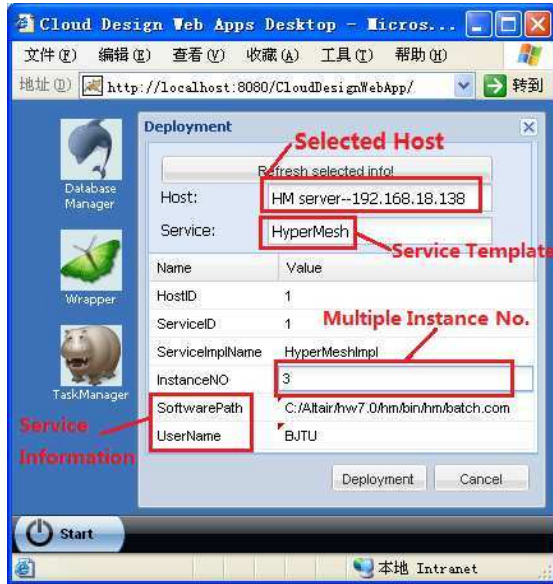 Cloud Design Web Apps Desktop - Micros...
文件(F) 编辑(E) 查看(V) 收藏(A) 工具(T) 帮助(H)
地址(D) http://localhost:8080/CloudDesignWebApp/ 转到
Deployment
Selected Host
Refresh selected info!
Database Manager
Host: HM server--192.168.18.138
Service: HyperMesh
Service Template
Name Value
Wrapper
HostID 1
ServiceID 1
Multiple Instance No.
ServiceImplName HyperMeshImpl
InstanceNO 3
TaskManager
SoftwarePath C:/Altair/hw7.0/hm/bin/hm/batch.com
Service Information
UserName BJTU
Deployment Cancel
Start
本地 Intranet